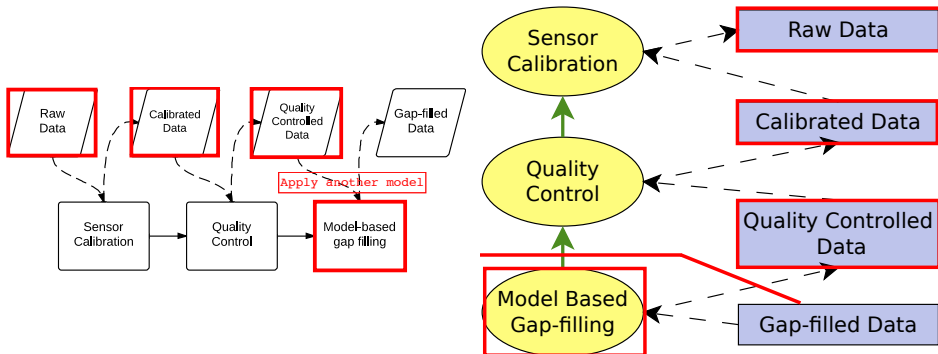 Raw
Data
Calibrated
Data
Quality
Controlled
Data
Gap-filled
Data
Apply another model
Sensor
Calibration
Quality
Control
Model-based
gap filling
Sensor
Calibration
Raw Data
Calibrated Data
Quality
Control
Quality Controlled
Data
Model Based
Gap-filling
Gap-filled Data